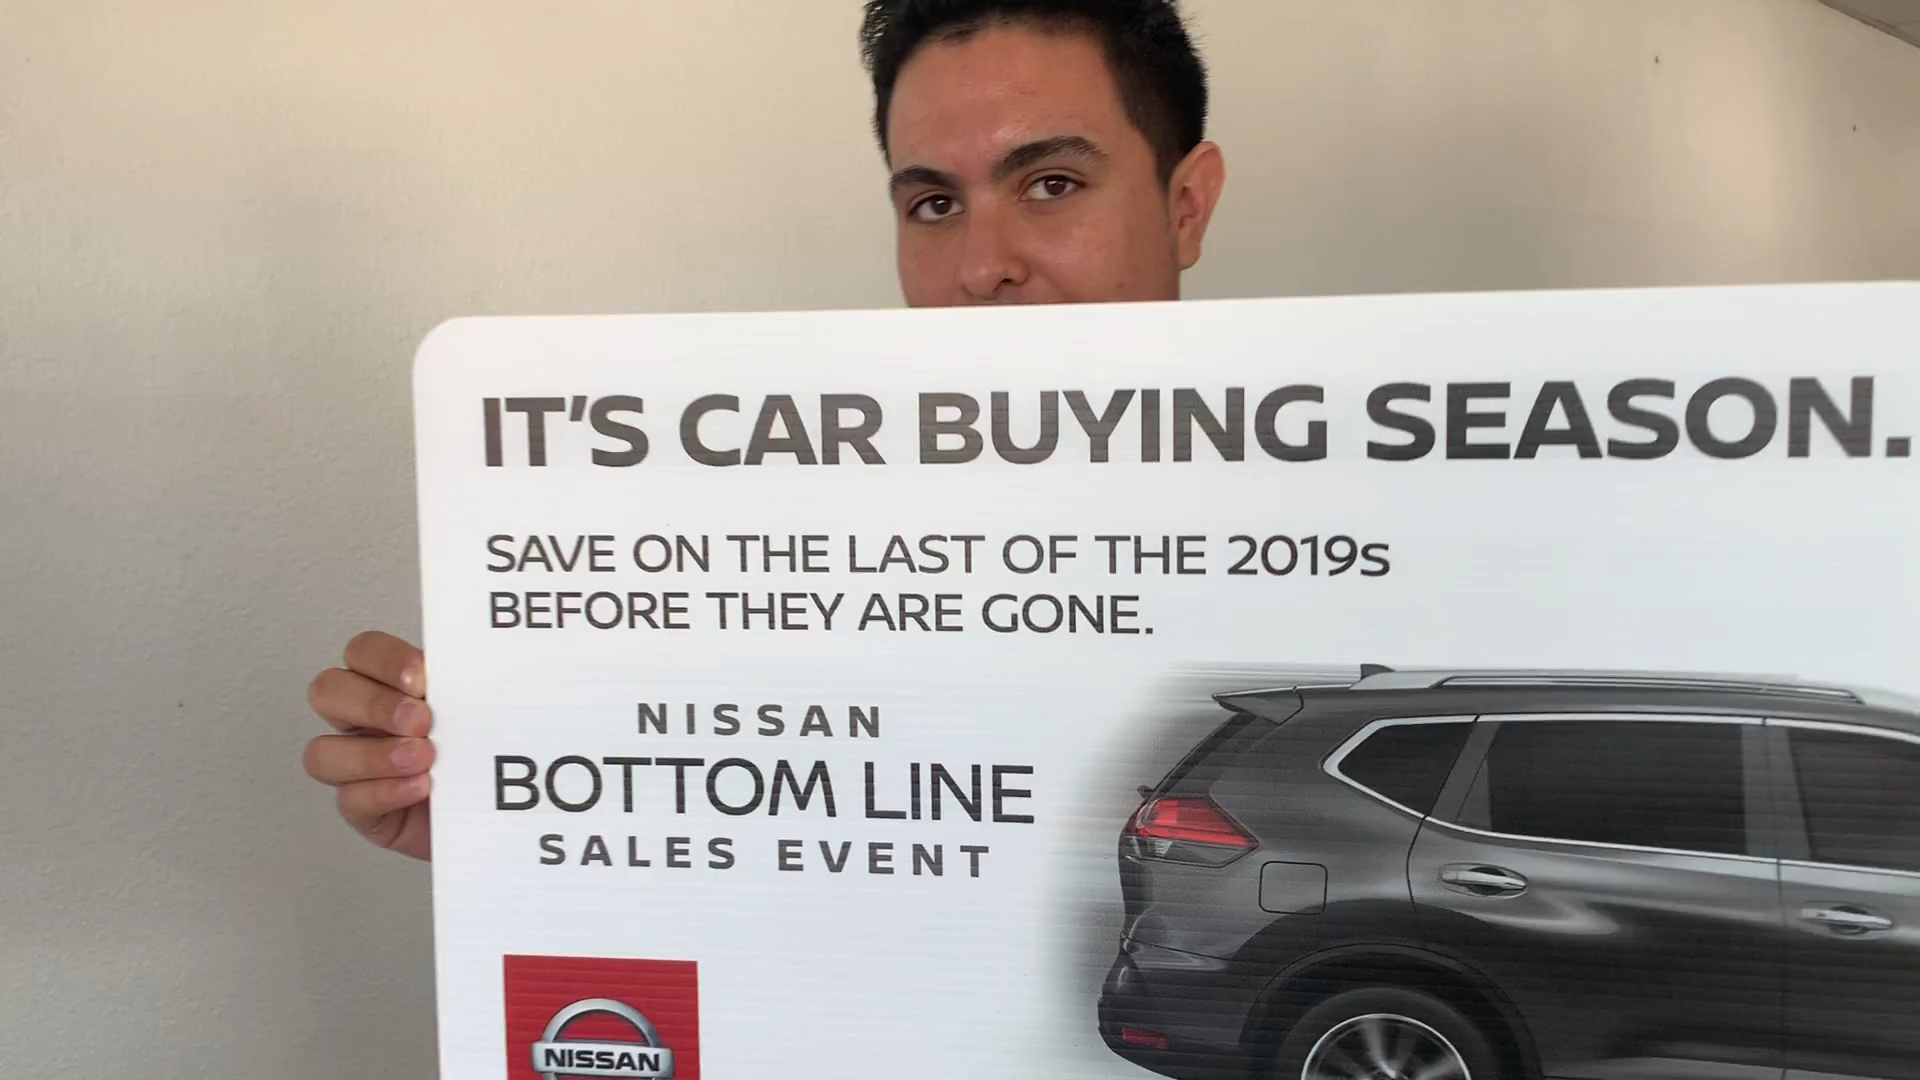 IT'S CAR BUYING SEASON.
SAVE ON THE LAST OF THE 2019s
BEFORE THEY ARE GONE.
NISSAN
BOTTOM LINE
SALES EVENT
NISSAN